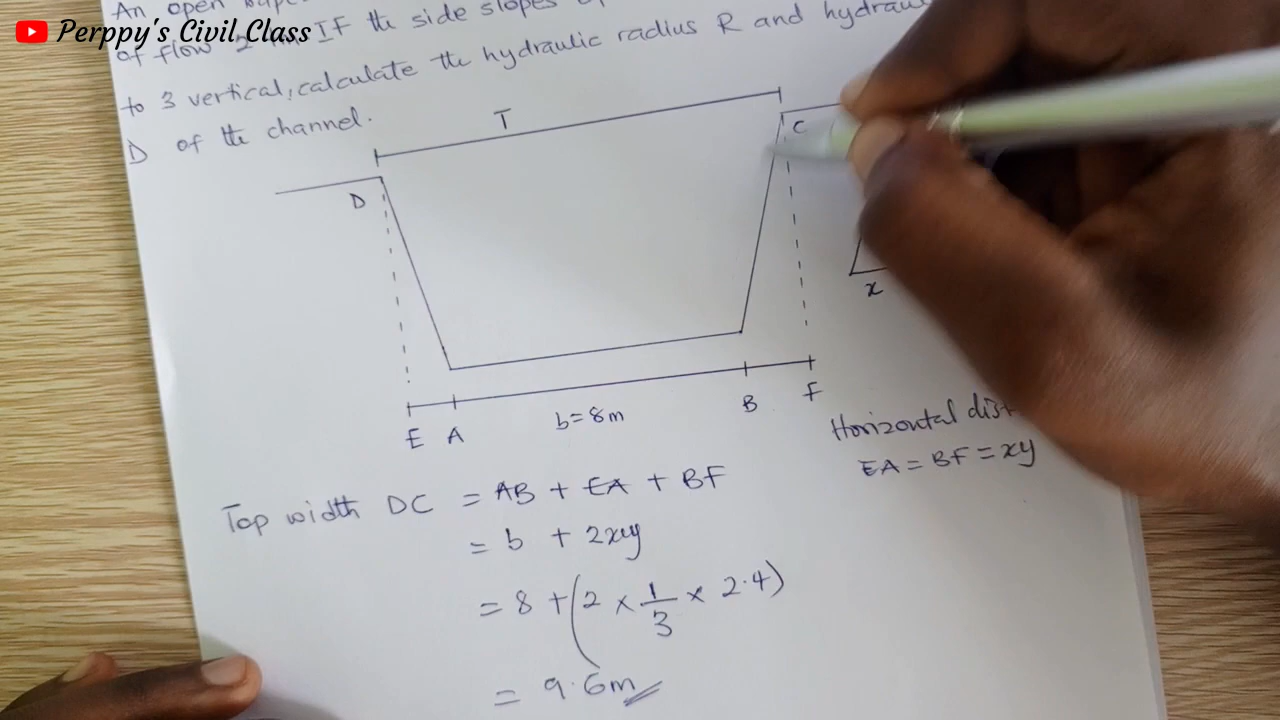 Perppy's Civil Class
An open
of flow 2 IF the side slopes
to 3 vertical, calculate the hydraulic radius R and
D of the channel.
T
C
D
x
E A b=8m B F
Horizontal
EA = BF = xy
Top width DC = AB + EA + BF
= b + 2xy
= 8 + (2 x 1/3 x 2.4)
= 9.6m